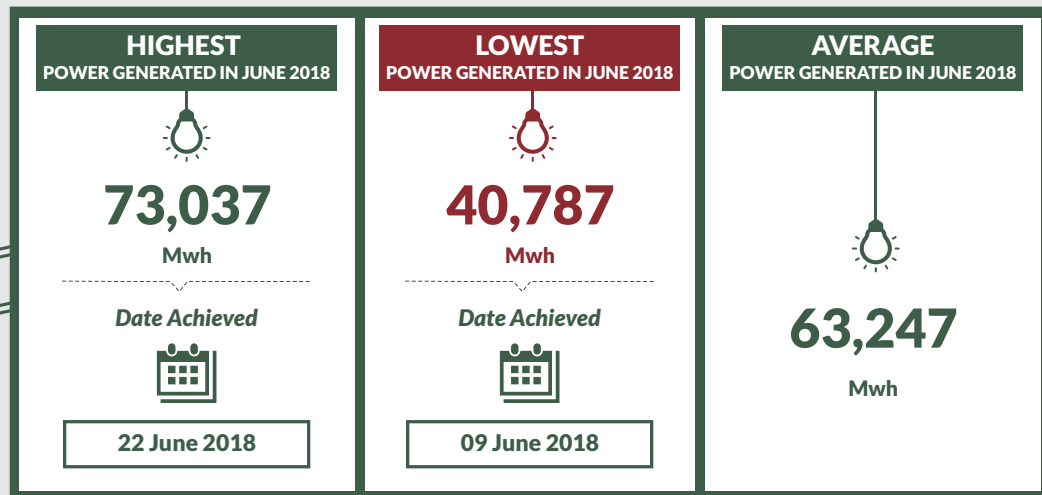 HIGHEST
POWER GENERATED IN JUNE 2018
73,037
Mwh
Date Achieved
22 June 2018
LOWEST
POWER GENERATED IN JUNE 2018
40,787
Mwh
Date Achieved
09 June 2018
AVERAGE
POWER GENERATED IN JUNE 2018
63,247
Mwh